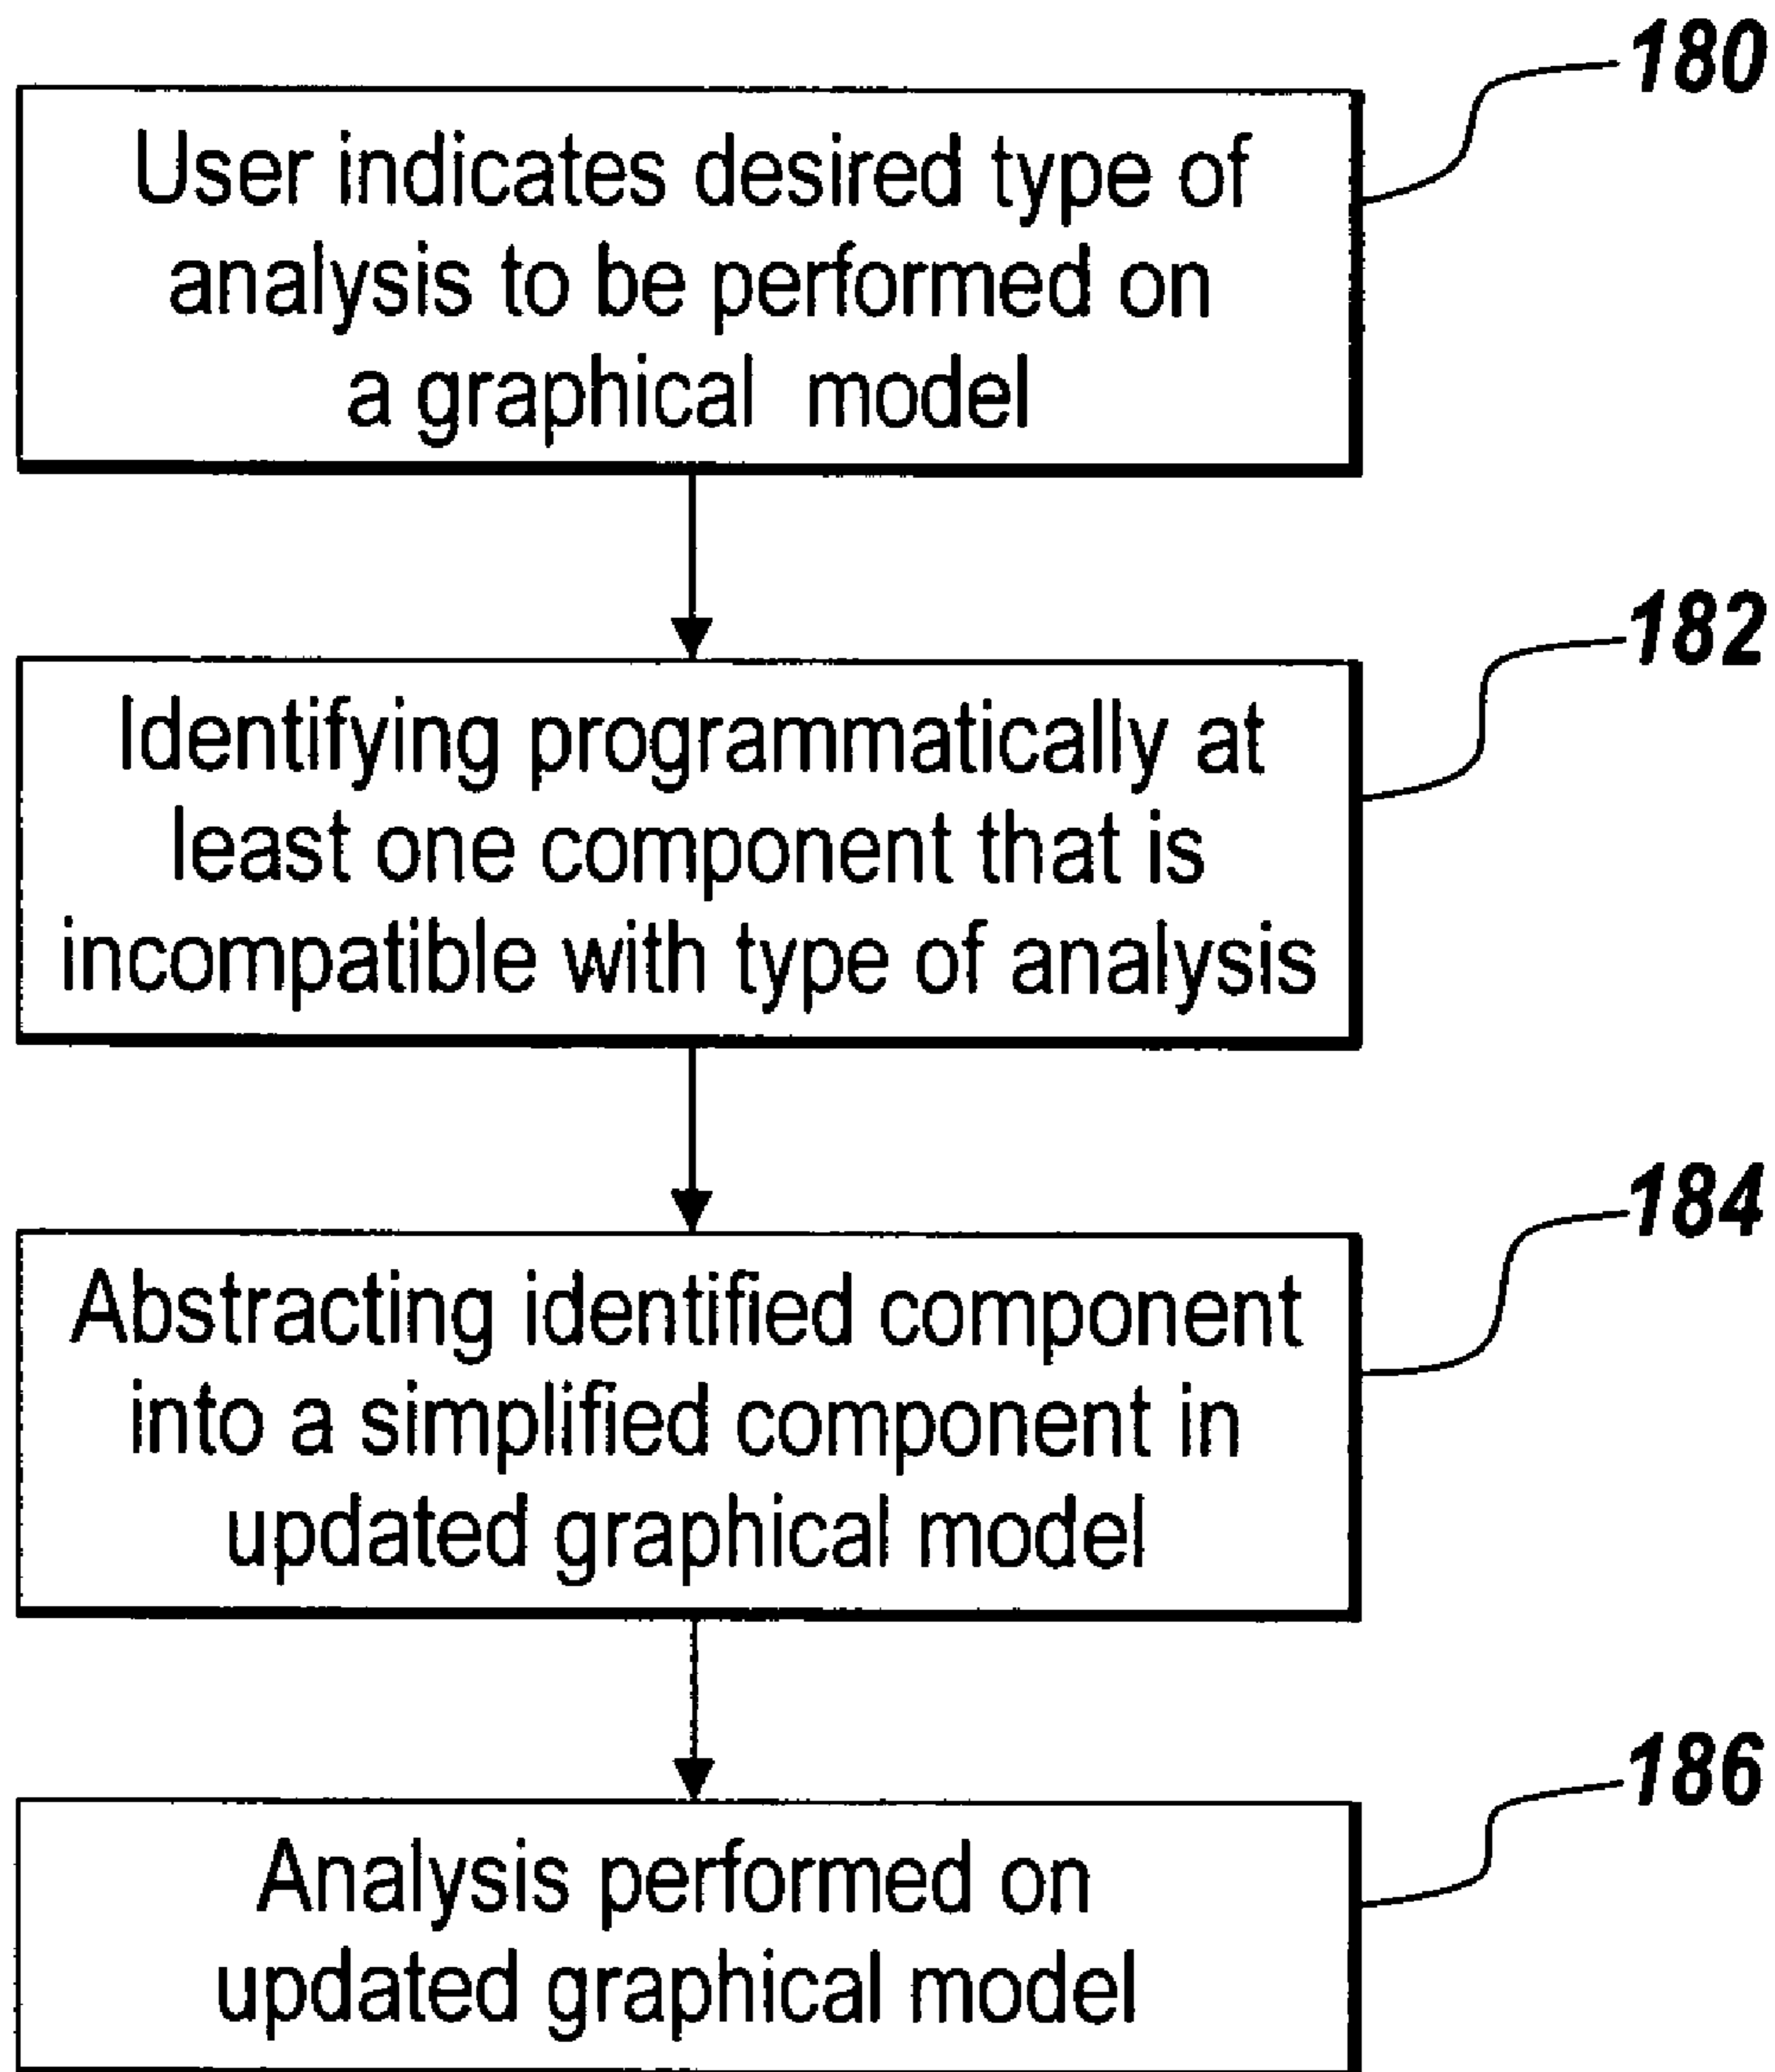 180
User indicates desired type of
analysis to be performed on
a graphical model
182
Identifying programmatically at
least one component that is
incompatible with type of analysis
184
Abstracting identified component
into a simplified component in
updated graphical model
186
Analysis performed on
updated graphical model